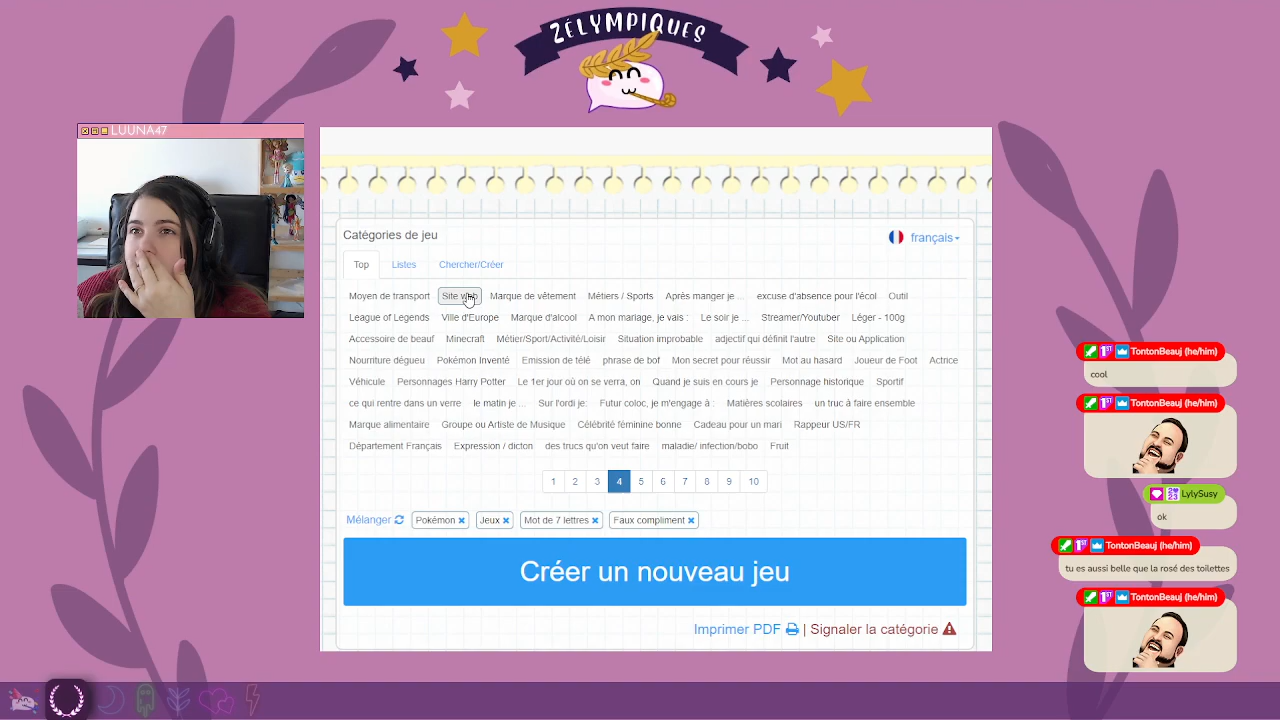 ZÉLYMPIQUES
LUUNA47
Catégories de jeu
français
Top Listes Chercher/Créer
Moyen de transport Site web Marque de vêtement Métiers / Sports Après manger je ... excuse d'absence pour l'écol Outil
League of Legends Ville d'Europe Marque d'alcool A mon mariage, je vais : Le soir je ... Streamer/Youtuber Léger - 100g
Accessoire de beauf Minecraft Métier/Sport/Activité/Loisir Situation improbable adjectif qui définit l'autre Site ou Application
Nourriture Jeu Pokémon Inventé Emission de télé phrase de bof Mon secret pour réussir Mot au hasard Joueur de Foot Actrice
Véhicule Personnages Harry Potter Le 1er jour où on se verra, on Quand je suis en cours je Personnage historique Sportif
ce qui rentre dans un verre le matin je ... Sur l'ordi je: Futur coloc, je m'engage à : Matières scolaires un truc à faire ensemble
Marque alimentaire Groupe ou Artiste de Musique Célébrité féminine bonne Cadeau pour un mari Rappeur US/FR
Département Français Expression / dicton des trucs qu'on veut faire maladie/ infection/bobo Fruit
1 2 3 4 5 6 7 8 9 10
Mélanger Pokémon Jeux Mot de 7 lettres Faux compliment
Créer un nouveau jeu
Imprimer PDF | Signaler la catégorie
1ST TontonBeauj (he/him)
cool
1ST TontonBeauj (he/him)
LylySusy
ok
1ST TontonBeauj (he/him)
tu es aussi belle que la rosé des toilettes
1ST TontonBeauj (he/him)